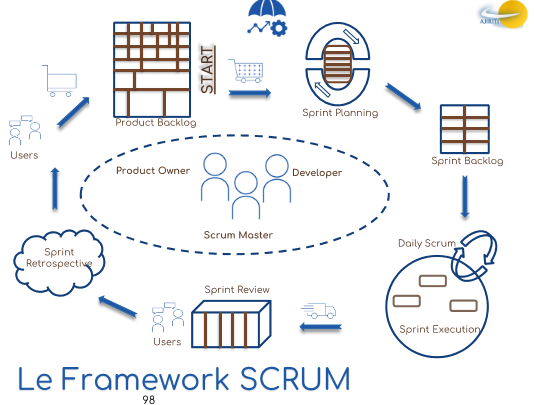 START
Product Backlog
Sprint Planning
Users
Sprint Backlog
Product Owner
Developer
Scrum Master
Daily Scrum
Sprint
Retrospective
Sprint Review
Sprint Execution
Users
Le Framework SCRUM
98